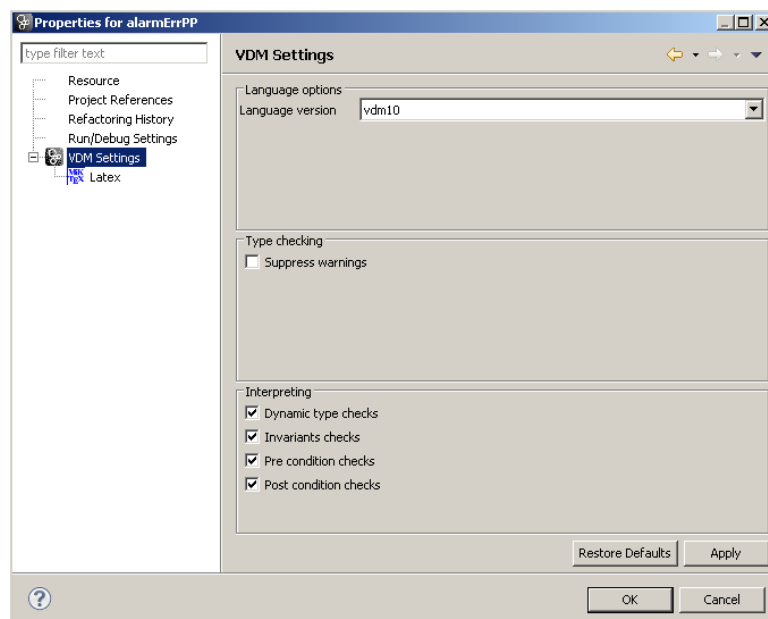 Properties for alarmErrPP
type filter text
Resource
Project References
Refactoring History
Run/Debug Settings
VDM Settings
MiK
TEX
Latex
VDM Settings
Language options
Language version vdm10
Type checking
Suppress warnings
Interpreting
Dynamic type checks
Invariants checks
Pre condition checks
Post condition checks
Restore Defaults Apply
? OK Cancel